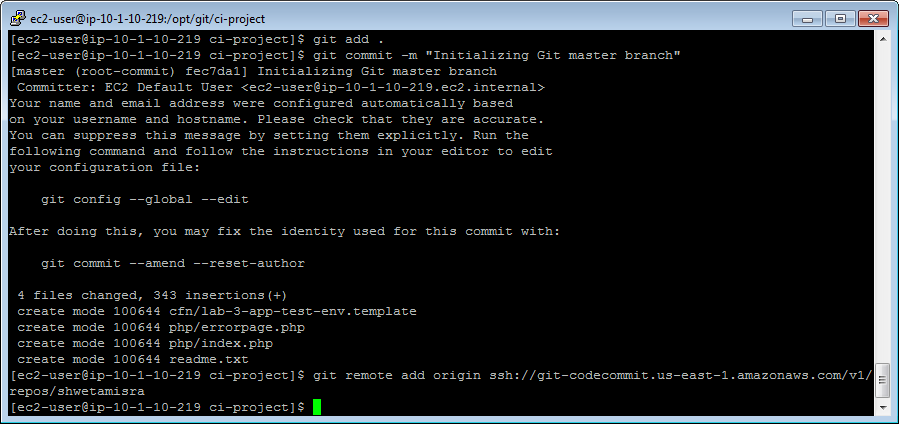 ec2-user@ip-10-1-10-219:/opt/git/ci-project
[ec2-user@ip-10-1-10-219 ci-project]$ git add .
[ec2-user@ip-10-1-10-219 ci-project]$ git commit -m "Initializing Git master branch"
[master (root-commit) fec7da1] Initializing Git master branch
 Committer: EC2 Default User <ec2-user@ip-10-1-10-219.ec2.internal>
Your name and email address were configured automatically based
on your username and hostname. Please check that they are accurate.
You can suppress this message by setting them explicitly. Run the
following command and follow the instructions in your editor to edit
your configuration file:
    git config --global --edit
After doing this, you may fix the identity used for this commit with:
    git commit --amend --reset-author
 4 files changed, 343 insertions(+)
 create mode 100644 cfn/lab-3-app-test-env.template
 create mode 100644 php/errorpage.php
 create mode 100644 php/index.php
 create mode 100644 readme.txt
[ec2-user@ip-10-1-10-219 ci-project]$ git remote add origin ssh://git-codecommit.us-east-1.amazonaws.com/v1/
repos/shwetamisra
[ec2-user@ip-10-1-10-219 ci-project]$